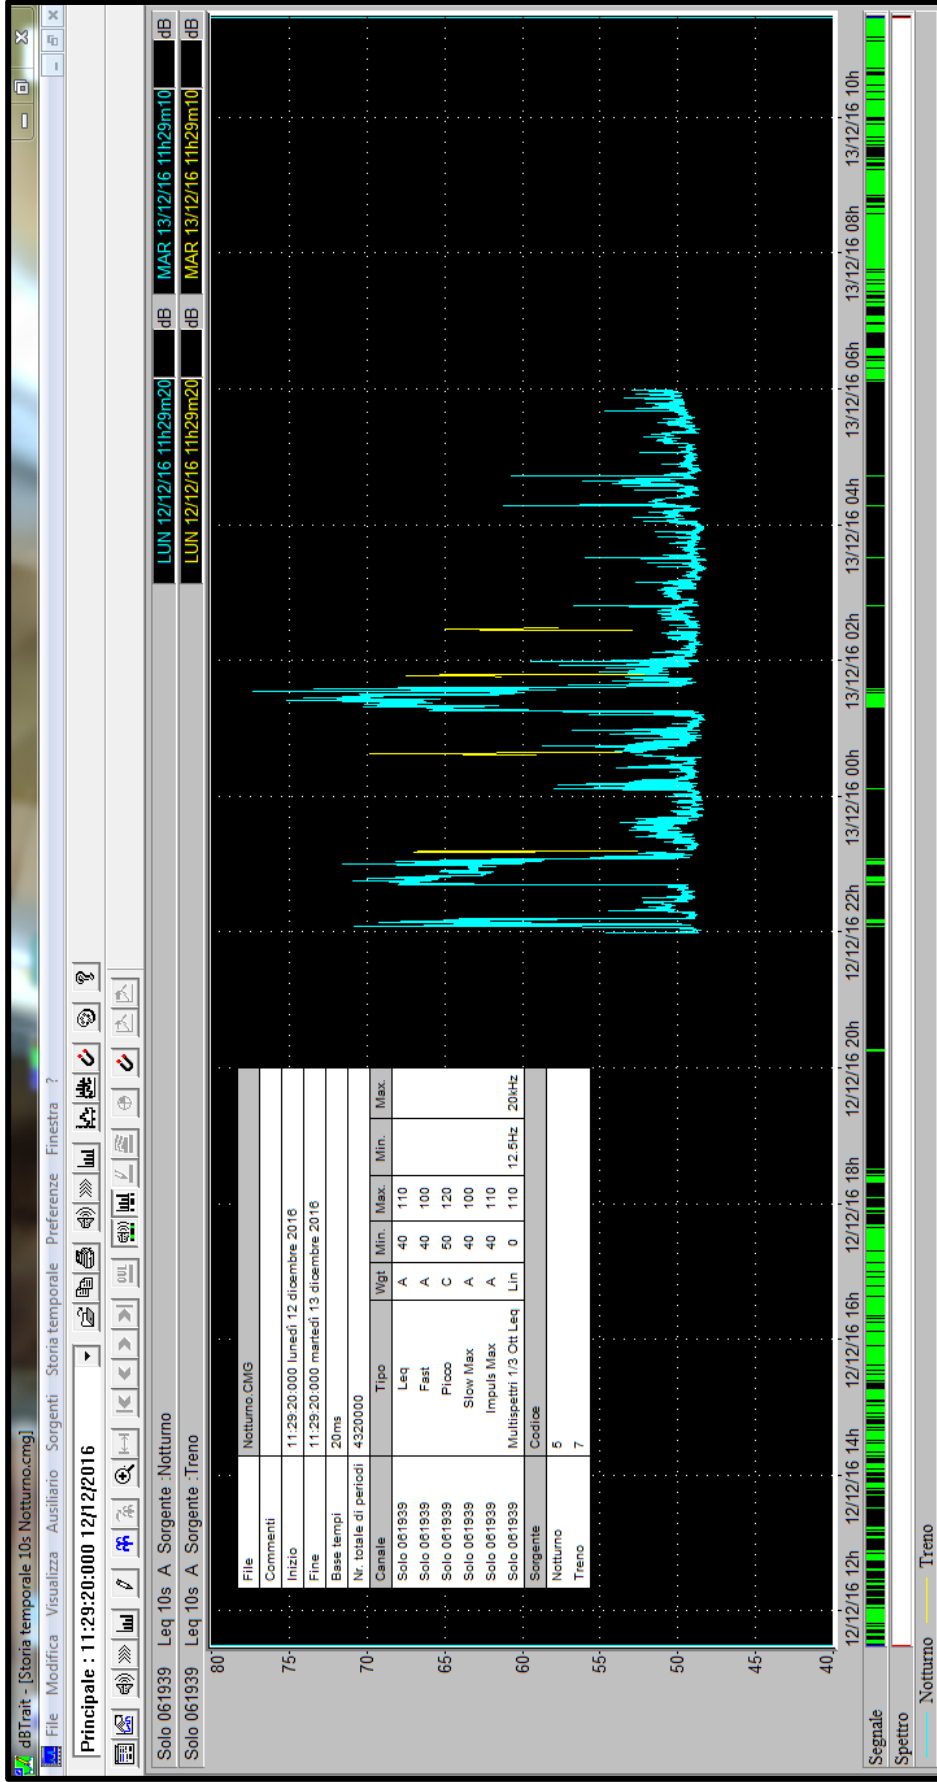 dBTrait - [Storia temporale 10s Notturno.cmg]
File Modifica Visualizza Ausiliario Sorgenti Storia temporale Preferenze Finestra ?
Principale : 11:29:20:000 12/12/2016
Solo 061939 Leq 10s A Sorgente :Notturno LUN 12/12/16 11h29m20 dB MAR 13/12/16 11h29m10 dB
Solo 061939 Leq 10s A Sorgente :Treno LUN 12/12/16 11h29m20 dB MAR 13/12/16 11h29m10 dB
80
75
70
65
60
55
50
45
40
File Notturno.CMG
Commenti
Inizio 11:29:20:000 lunedì 12 dicembre 2016
Fine 11:29:20:000 martedì 13 dicembre 2016
Base tempi 20ms
Nr. totale di periodi 4320000
Canale Tipo Wgt Min. Max. Min. Max.
Solo 061939 Leq A 40 110
Solo 061939 Fast A 40 100
Solo 061939 Picco C 50 120
Solo 061939 Slow Max A 40 100
Solo 061939 Impuls Max A 40 110
Solo 061939 Multispettri 1/3 Ott Leq Lin 0 110 12.5Hz 20kHz
Sorgente Codice
Notturno 5
Treno 7
12/12/16 12h 12/12/16 14h 12/12/16 16h 12/12/16 18h 12/12/16 20h 12/12/16 22h 13/12/16 00h 13/12/16 02h 13/12/16 04h 13/12/16 06h 13/12/16 08h 13/12/16 10h
Segnale
Spettro
Notturno Treno